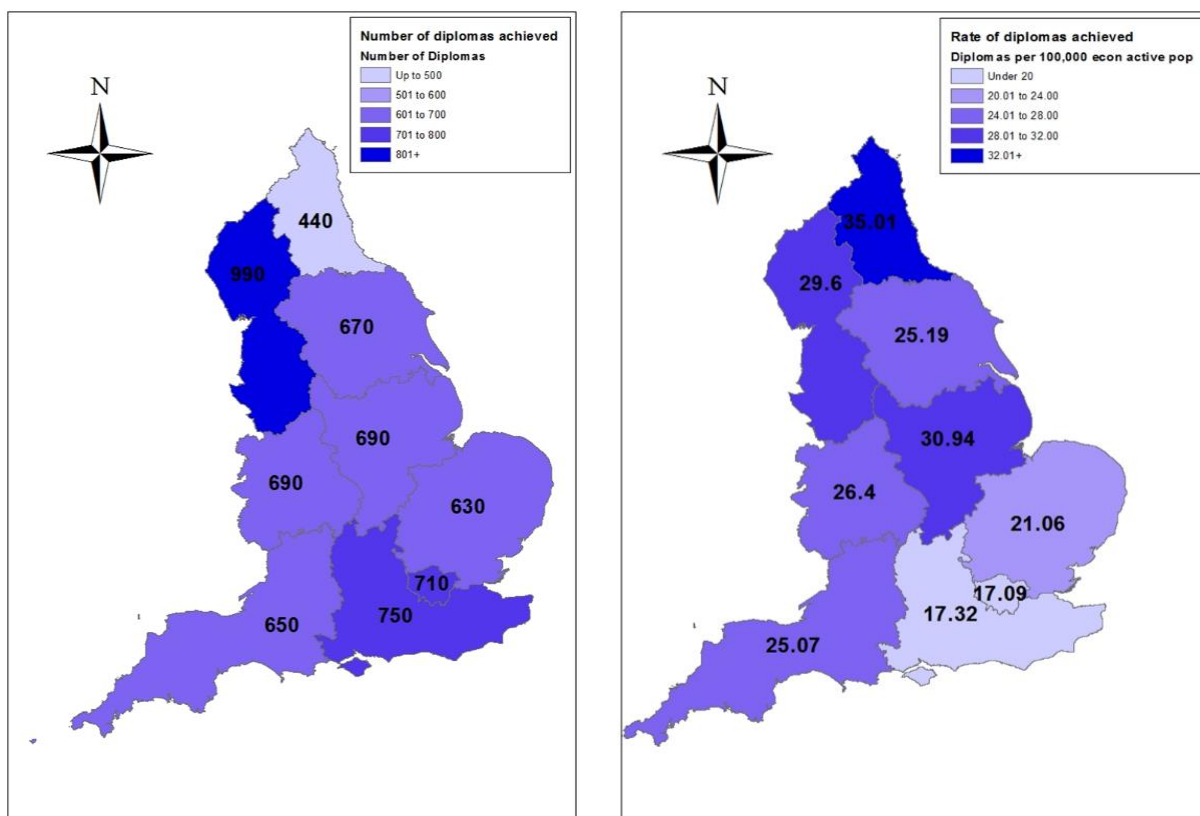 Number of diplomas achieved
Number of Diplomas
Up to 500
501 to 600
601 to 700
701 to 800
801+
N
440
990
670
690
690
630
710
750
650
Rate of diplomas achieved
Diplomas per 100,000 econ active pop
Under 20
20.01 to 24.00
24.01 to 28.00
28.01 to 32.00
32.01+
N
35.01
29.6
25.19
30.94
26.4
21.06
17.09
17.32
25.07